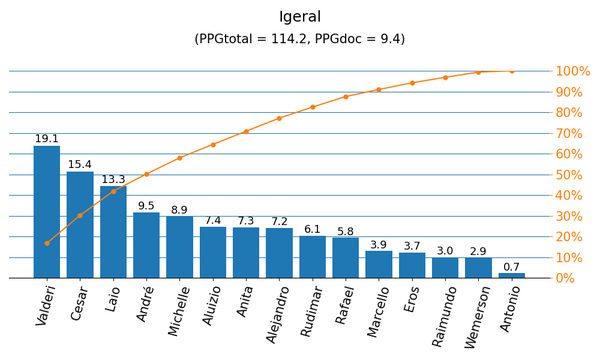 Igeral
(PPGtotal = 114.2, PPGdoc = 9.4)
100%
90%
80%
70%
60%
50%
40%
30%
20%
10%
0%
19.1
15.4
13.3
9.5
8.9
7.4
7.3
7.2
6.1
5.8
3.9
3.7
3.0
2.9
0.7
Valderi
Cesar
Laio
André
Michelle
Aluizio
Anita
Alejandro
Rudimar
Rafael
Marcello
Eros
Raimundo
Wemerson
Antonio